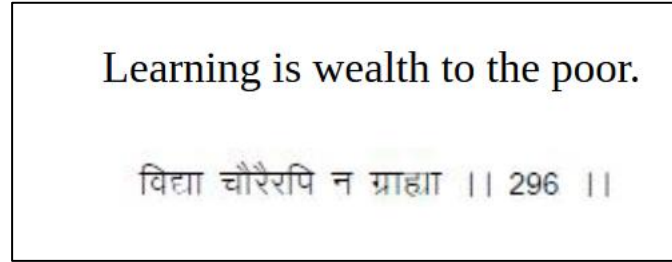 Learning is wealth to the poor.
विद्या चौरैरपि न ग्राह्या || 296 ||